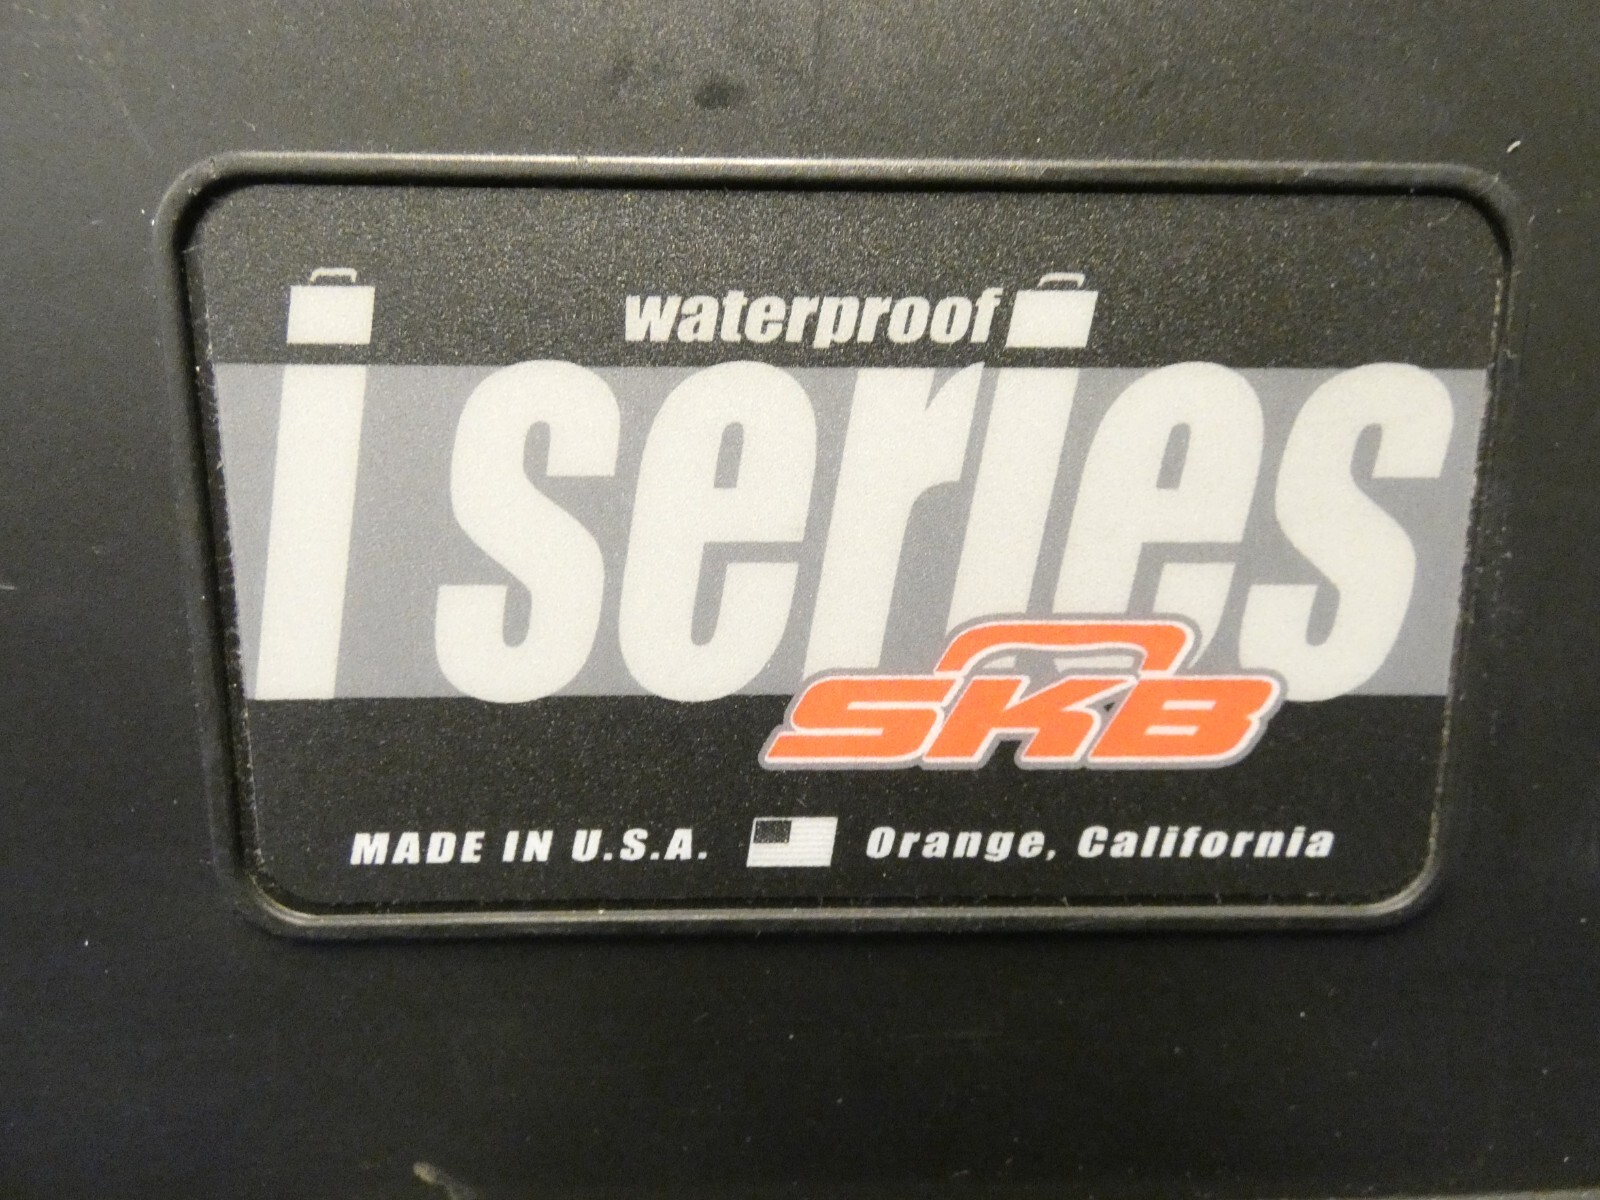 waterproof
i series
SKB
MADE IN U.S.A. Orange, California